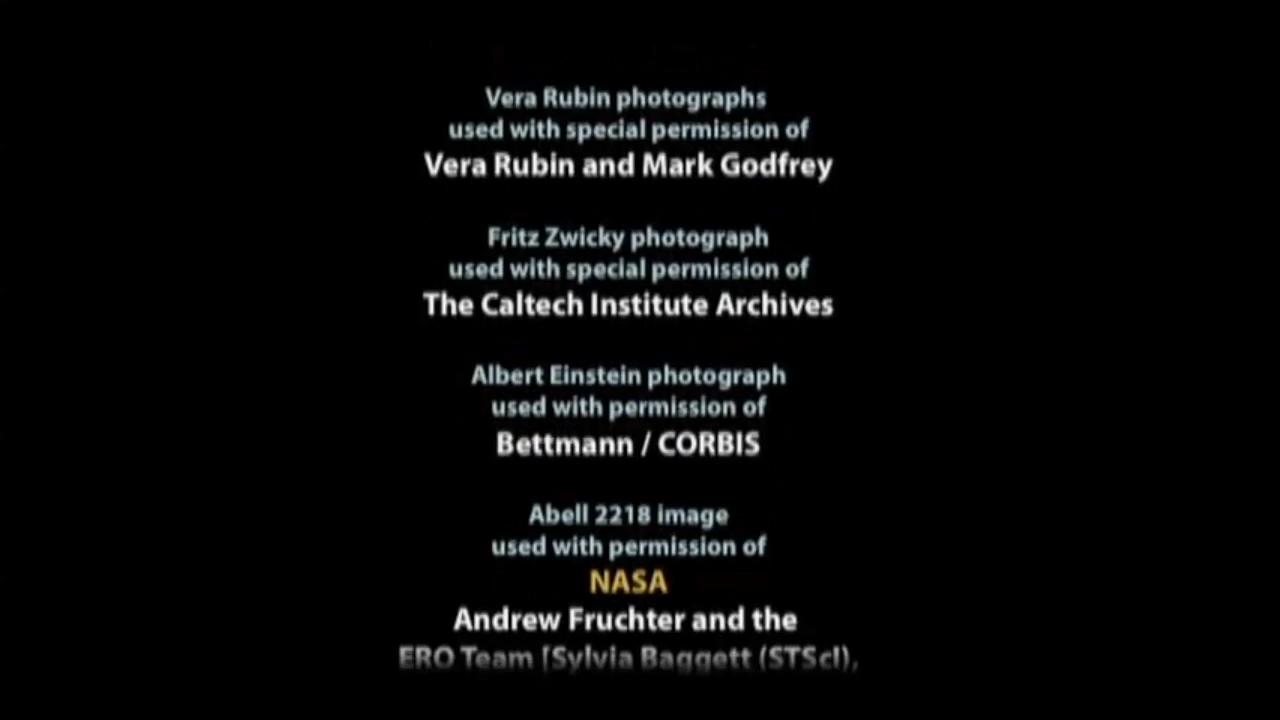 Vera Rubin photographs
used with special permission of
Vera Rubin and Mark Godfrey
Fritz Zwicky photograph
used with special permission of
The Caltech Institute Archives
Albert Einstein photograph
used with permission of
Bettmann / CORBIS
Abell 2218 image
used with permission of
NASA
Andrew Fruchter and the
ERO Team [Sylvia Baggett (STScI),